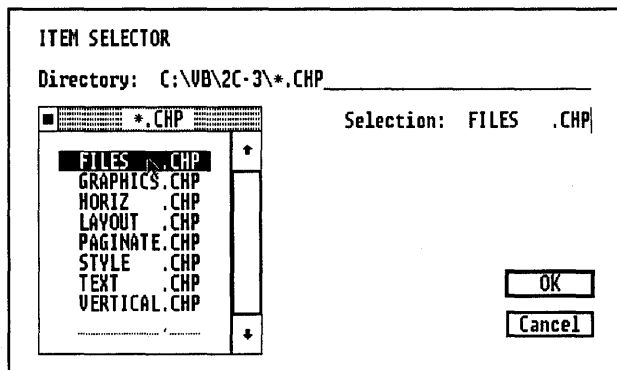 ITEM SELECTOR
Directory: C:\VB\2C-3\*.CHP
*.CHP
Selection: FILES .CHP
FILES .CHP
GRAPHICS.CHP
HORIZ .CHP
LAYOUT .CHP
PAGINATE.CHP
STYLE .CHP
TEXT .CHP
VERTICAL.CHP
OK
Cancel